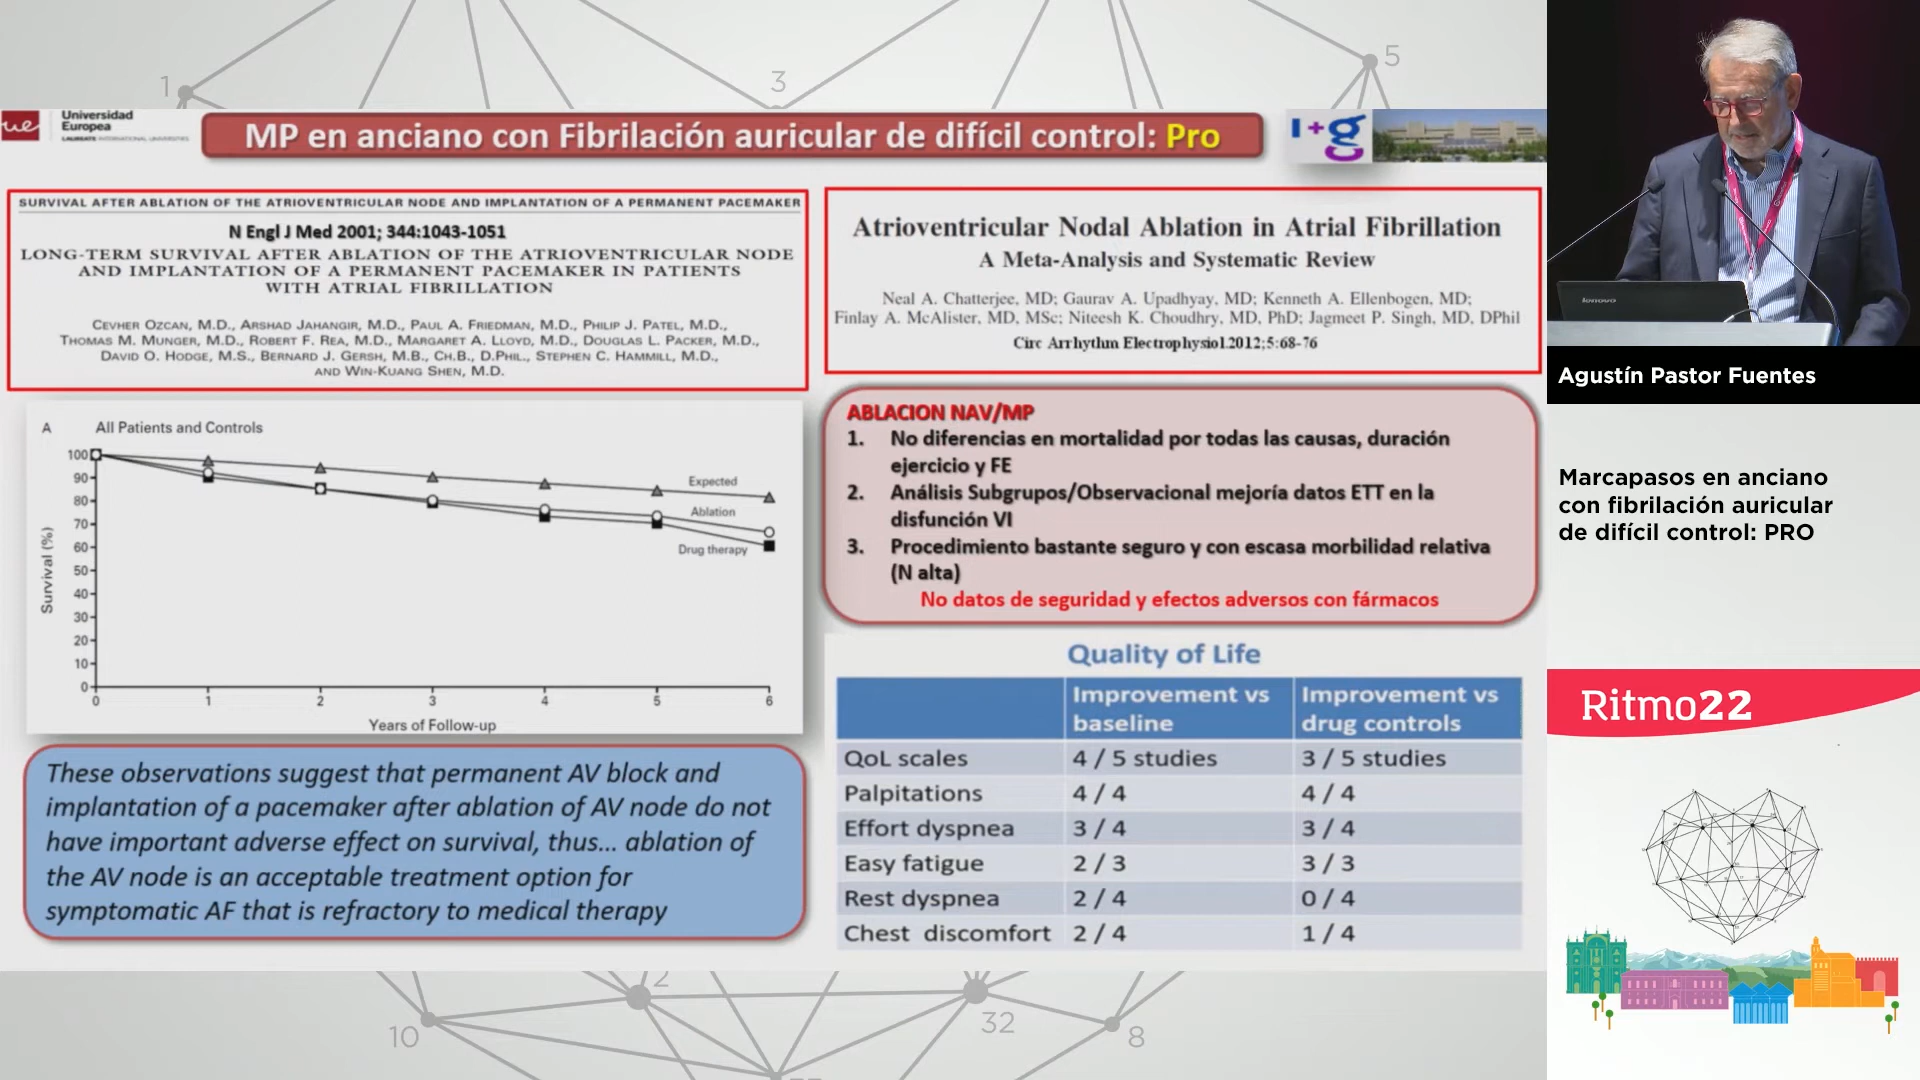 1
3
5
ue
Universidad
Europea
LAUREATE INTERNATIONAL UNIVERSITIES
MP en anciano con Fibrilación auricular de difícil control: Pro
I+g
SURVIVAL AFTER ABLATION OF THE ATRIOVENTRICULAR NODE AND IMPLANTATION OF A PERMANENT PACEMAKER
N Engl J Med 2001; 344:1043-1051
LONG-TERM SURVIVAL AFTER ABLATION OF THE ATRIOVENTRICULAR NODE
AND IMPLANTATION OF A PERMANENT PACEMAKER IN PATIENTS
WITH ATRIAL FIBRILLATION
CEVHER OZCAN, M.D., ARSHAD JAHANGIR, M.D., PAUL A. FRIEDMAN, M.D., PHILIP J. PATEL, M.D.,
THOMAS M. MUNGER, M.D., ROBERT F. REA, M.D., MARGARET A. LLOYD, M.D., DOUGLAS L. PACKER, M.D.,
DAVID O. HODGE, M.S., BERNARD J. GERSH, M.B., CH.B., D.PHIL., STEPHEN C. HAMMILL, M.D.,
AND WIN-KUANG SHEN, M.D.
A All Patients and Controls
100
90
80
70
60
50
40
30
20
10
0
Survival (%)
Expected
Ablation
Drug therapy
0 1 2 3 4 5 6
Years of Follow-up
These observations suggest that permanent AV block and
implantation of a pacemaker after ablation of AV node do not
have important adverse effect on survival, thus... ablation of
the AV node is an acceptable treatment option for
symptomatic AF that is refractory to medical therapy
Atrioventricular Nodal Ablation in Atrial Fibrillation
A Meta-Analysis and Systematic Review
Neal A. Chatterjee, MD; Gaurav A. Upadhyay, MD; Kenneth A. Ellenbogen, MD;
Finlay A. McAlister, MD, MSc; Niteesh K. Choudhry, MD, PhD; Jagmeet P. Singh, MD, DPhil
Circ Arrhythm Electrophysiol.2012;5:68-76
ABLACION NAV/MP
1. No diferencias en mortalidad por todas las causas, duración
ejercicio y FE
2. Análisis Subgrupos/Observacional mejoría datos ETT en la
disfunción VI
3. Procedimiento bastante seguro y con escasa morbilidad relativa
(N alta)
No datos de seguridad y efectos adversos con fármacos
Quality of Life
Improvement vs baseline Improvement vs drug controls
QoL scales 4 / 5 studies 3 / 5 studies
Palpitations 4 / 4 4 / 4
Effort dyspnea 3 / 4 3 / 4
Easy fatigue 2 / 3 3 / 3
Rest dyspnea 2 / 4 0 / 4
Chest discomfort 2 / 4 1 / 4
10
32
8
lenovo
Agustín Pastor Fuentes
Marcapasos en anciano
con fibrilación auricular
de difícil control: PRO
Ritmo22